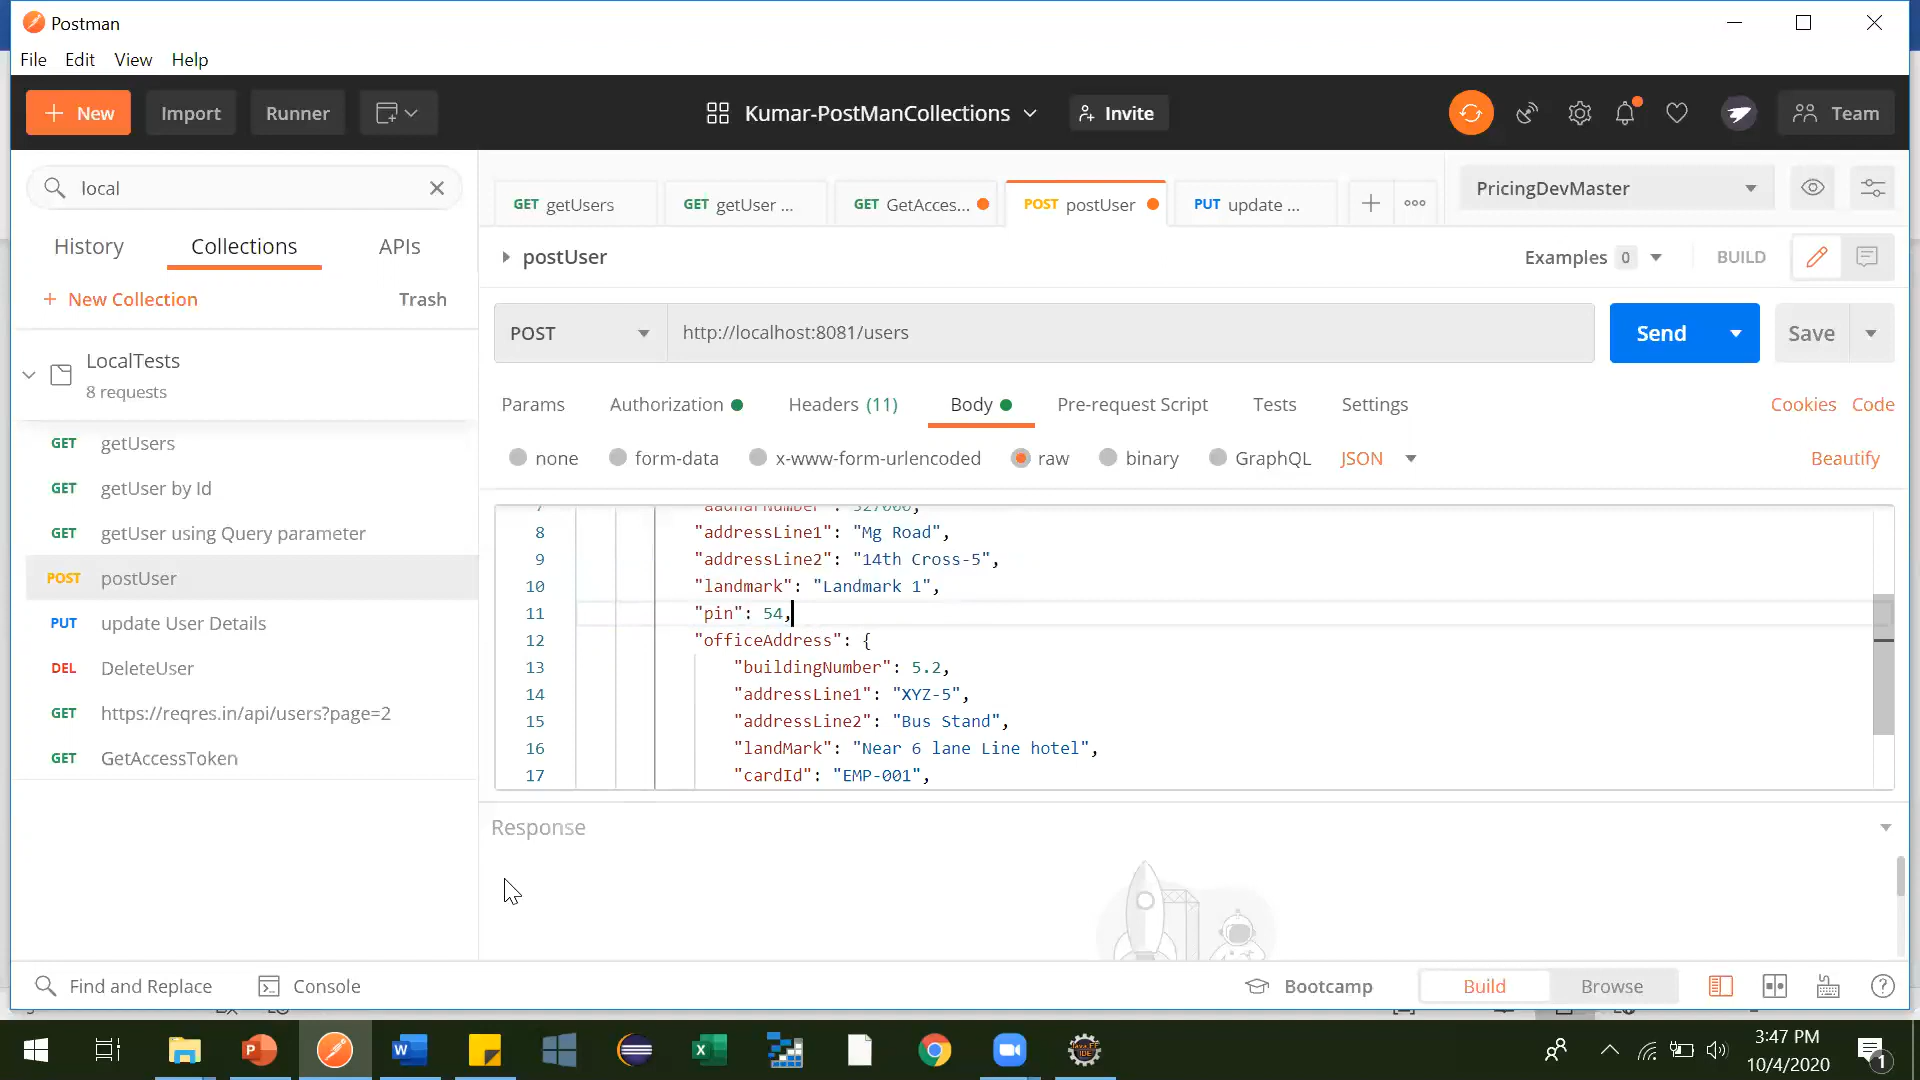 Postman
File Edit View Help
New Import Runner Kumar-PostManCollections Invite Team
local
GET getUsers GET getUser ... GET GetAcces... POST postUser PUT update ... PricingDevMaster
History Collections APIs
postUser Examples 0 BUILD
New Collection Trash
POST http://localhost:8081/users Send Save
LocalTests
8 requests
Params Authorization Headers (11) Body Pre-request Script Tests Settings Cookies Code
none form-data x-www-form-urlencoded raw binary GraphQL JSON Beautify
GET getUsers
GET getUser by Id
GET getUser using Query parameter
POST postUser
PUT update User Details
DEL DeleteUser
GET https://reqres.in/api/users?page=2
GET GetAccessToken
8 "addressLine1": "Mg Road",
9 "addressLine2": "14th Cross-5",
10 "landmark": "Landmark 1",
11 "pin": 54,
12 "officeAddress": {
13 "buildingNumber": 5.2,
14 "addressLine1": "XYZ-5",
15 "addressLine2": "Bus Stand",
16 "landMark": "Near 6 lane Line hotel",
17 "cardId": "EMP-001",
Response
Find and Replace Console Bootcamp Build Browse
3:47 PM
10/4/2020
1